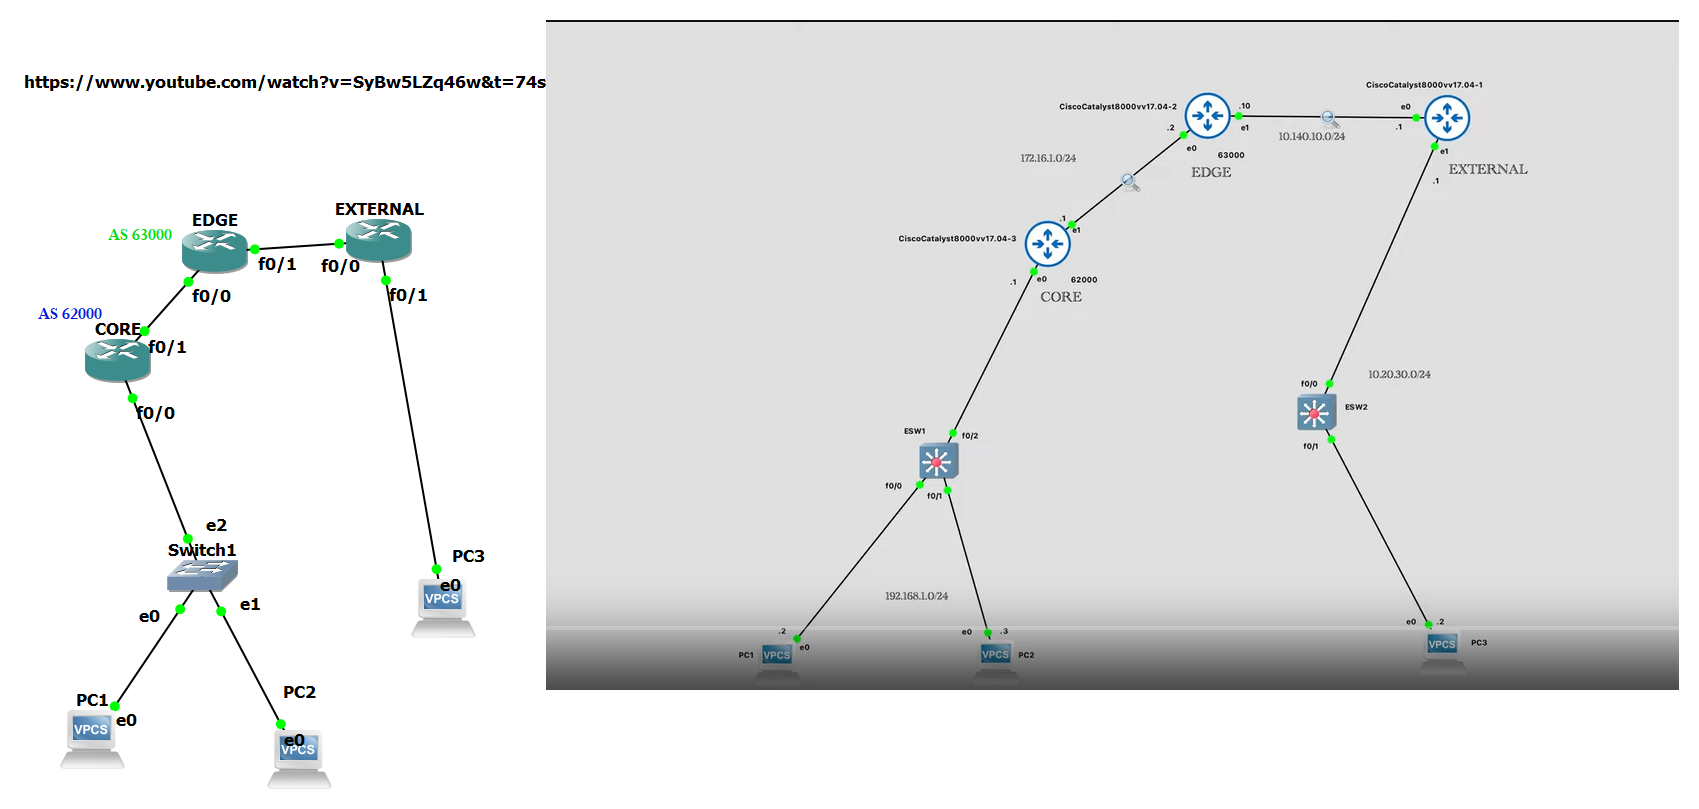 https://www.youtube.com/watch?v=SyBw5LZq46w&t=74s
EDGE
EXTERNAL
AS 63000
f0/1
f0/0
f0/0
f0/1
AS 62000
CORE
f0/1
f0/0
e2
Switch1
e0
e1
PC3
e0
VPCS
PC1
e0
VPCS
PC2
e0
VPCS
CiscoCatalyst8000vv17.04-1
CiscoCatalyst8000vv17.04-2
.10
e0
.2
e1
10.140.10.0/24
.1
e0
63000
EDGE
172.16.1.0/24
e1
EXTERNAL
.1
.1
e1
CiscoCatalyst8000vv17.04-3
.1
e0
62000
CORE
10.20.30.0/24
f0/0
ESW2
f0/1
ESW1
f0/2
f0/0
f0/1
192.168.1.0/24
.2
e0
PC1
VPCS
e0
.3
VPCS
PC2
e0
.2
VPCS
PC3